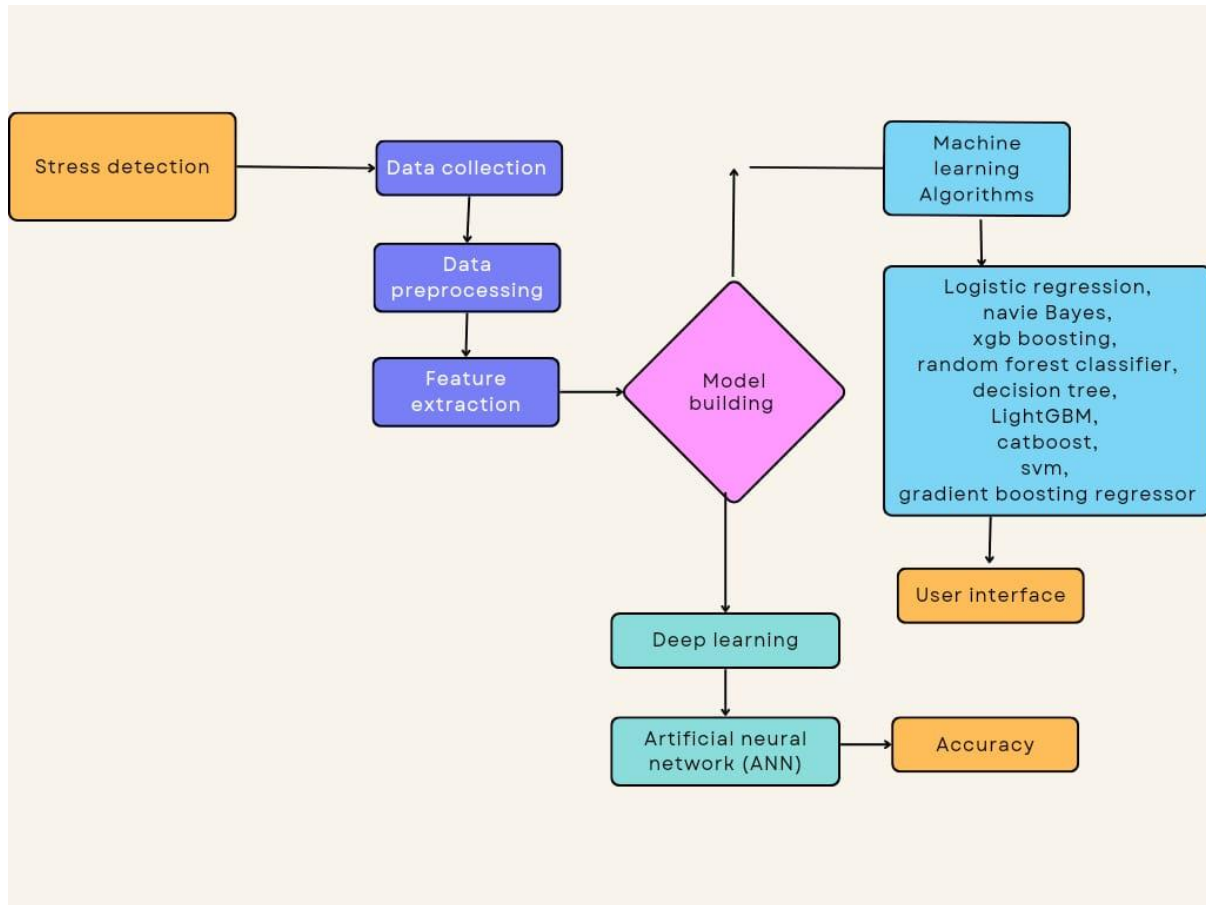 Stress detection
Data collection
Data
preprocessing
Feature
extraction
Model
building
Machine
learning
Algorithms
Logistic regression,
navie Bayes,
xgb boosting,
random forest classifier,
decision tree,
LightGBM,
catboost,
svm,
gradient boosting regressor
User interface
Deep learning
Artificial neural
network (ANN)
Accuracy